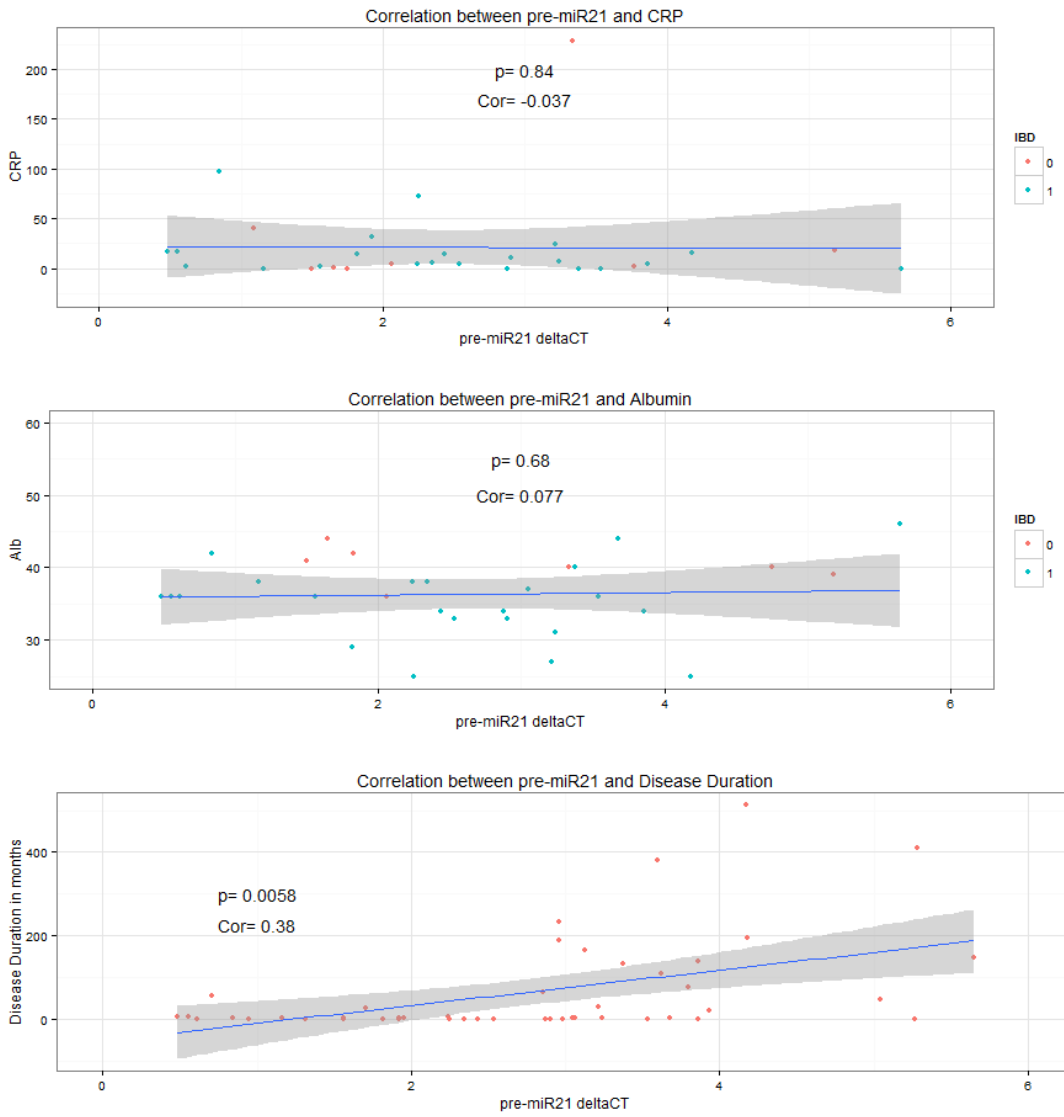 Correlation between pre-miR21 and CRP
200
150
100
50
0
CRP
p= 0.84
Cor= -0.037
IBD
0
1
0 2 4 6
pre-miR21 deltaCT
Correlation between pre-miR21 and Albumin
60
50
40
30
Alb
p= 0.68
Cor= 0.077
IBD
0
1
0 2 4 6
pre-miR21 deltaCT
Correlation between pre-miR21 and Disease Duration
400
200
0
Disease Duration in months
p= 0.0058
Cor= 0.38
0 2 4 6
pre-miR21 deltaCT